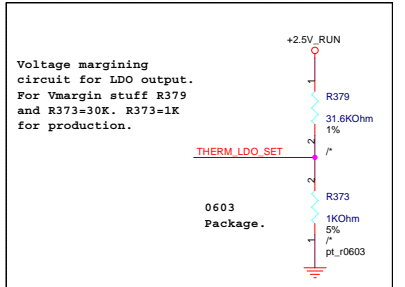 +2.5V_RUN
Voltage margining
circuit for LDO output.
For Vmargin stuff R379
and R373=30K. R373=1K
for production.
1
R379
31.6KOhm
1%
2
/*
THERM_LDO_SET
2
R373
0603
Package.
1KOhm
5%
1
/*
pt_r0603